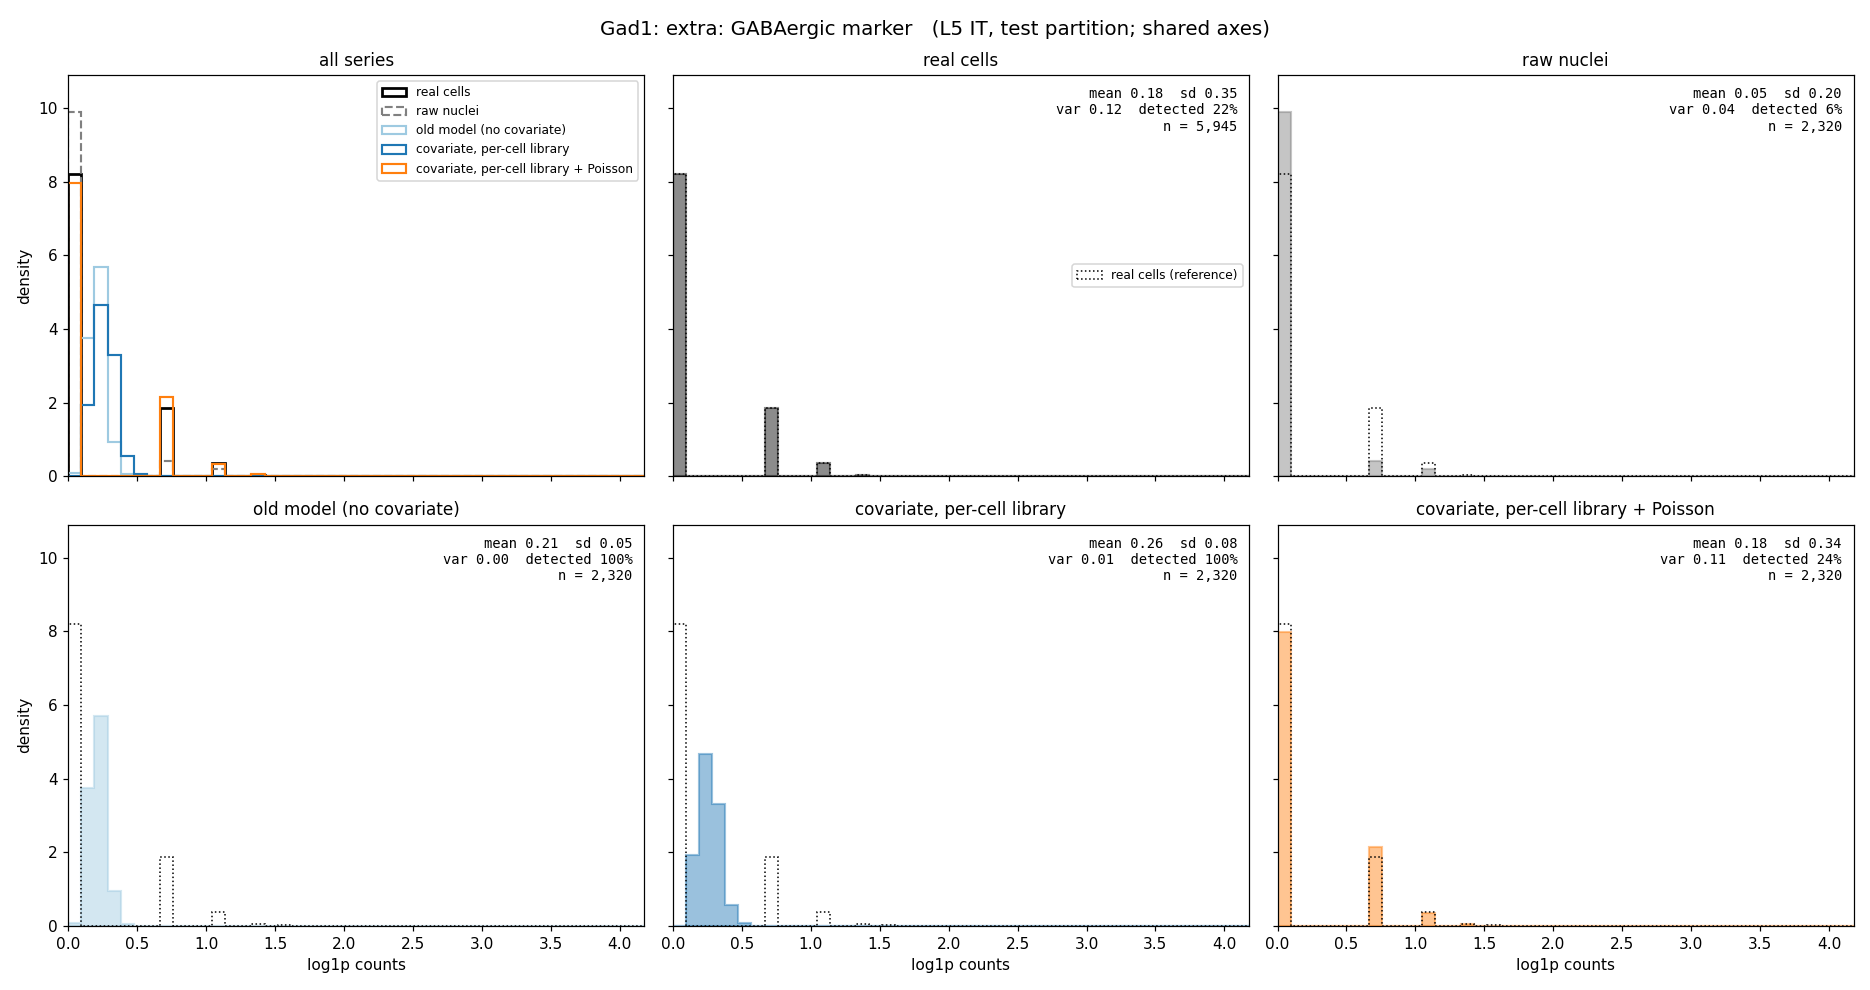 Gad1: extra: GABAergic marker   (L5 IT, test partition; shared axes)
all series
real cells
raw nuclei
old model (no covariate)
covariate, per-cell library
covariate, per-cell library + Poisson
density
10
8
6
4
2
0
real cells
mean 0.18  sd 0.35
var 0.12  detected 22%
n = 5,945
real cells (reference)
raw nuclei
mean 0.05  sd 0.20
var 0.04  detected 6%
n = 2,320
old model (no covariate)
mean 0.21  sd 0.05
var 0.00  detected 100%
n = 2,320
density
10
8
6
4
2
0
0.0 0.5 1.0 1.5 2.0 2.5 3.0 3.5 4.0
log1p counts
covariate, per-cell library
mean 0.26  sd 0.08
var 0.01  detected 100%
n = 2,320
0.0 0.5 1.0 1.5 2.0 2.5 3.0 3.5 4.0
log1p counts
covariate, per-cell library + Poisson
mean 0.18  sd 0.34
var 0.11  detected 24%
n = 2,320
0.0 0.5 1.0 1.5 2.0 2.5 3.0 3.5 4.0
log1p counts